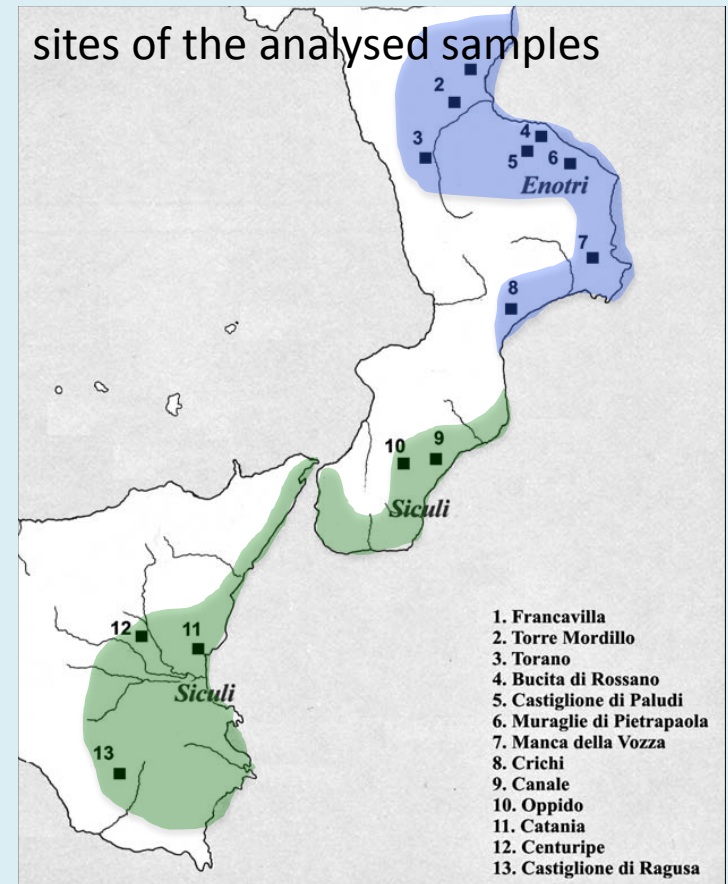 sites of the analysed samples
2
3
4
5
6
Enotri
7
8
10
9
Siculi
12
11
Siculi
13
1. Francavilla
2. Torre Mordillo
3. Torano
4. Bucita di Rossano
5. Castiglione di Paludi
6. Muraglie di Pietrapaola
7. Manca della Vozza
8. Crichi
9. Canale
10. Oppido
11. Catania
12. Centuripe
13. Castiglione di Ragusa